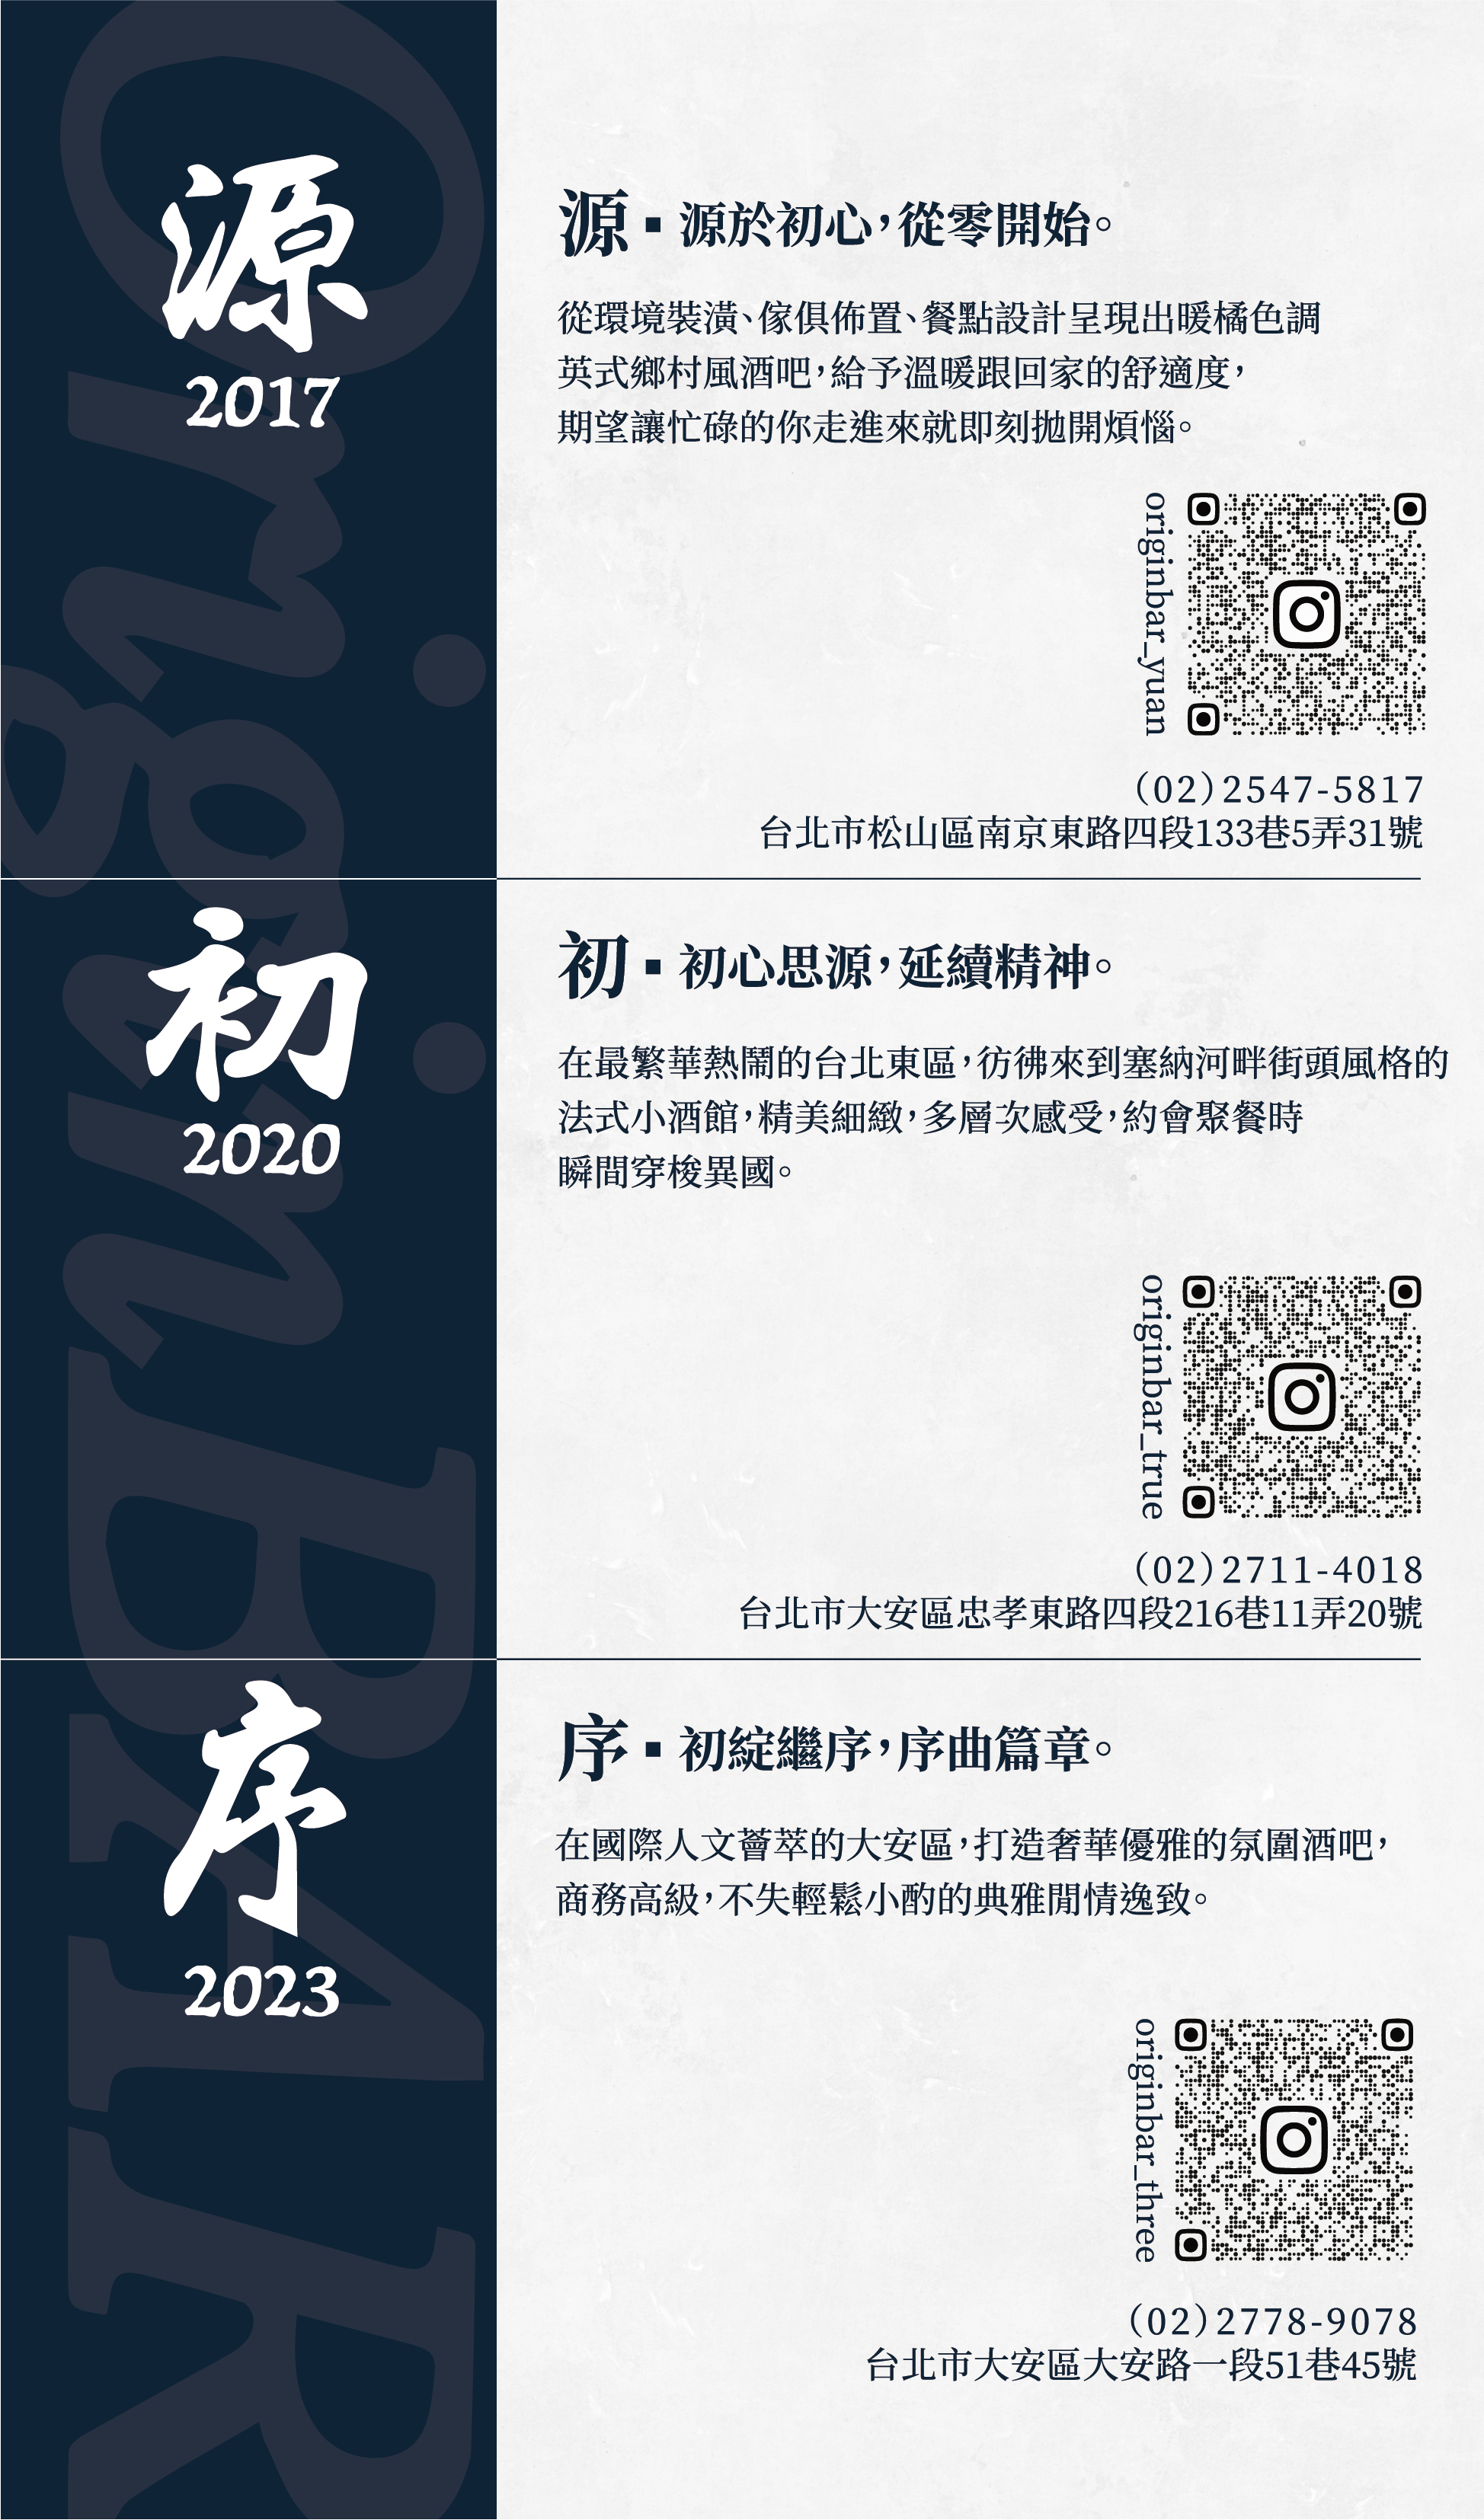 Origin BAR
源
2017
源▪源於初心，從零開始。
從環境裝潢、傢俱佈置、餐點設計呈現出暖橘色調
英式鄉村風酒吧，給予溫暖跟回家的舒適度，
期望讓忙碌的你走進來就即刻拋開煩惱。
originbar_yuan
（02）2547-5817
台北市松山區南京東路四段133巷5弄31號
初
2020
初▪初心思源，延續精神。
在最繁華熱鬧的台北東區，彷彿來到塞納河畔街頭風格的
法式小酒館，精美細緻，多層次感受，約會聚餐時
瞬間穿梭異國。
originbar_true
（02）2711-4018
台北市大安區忠孝東路四段216巷11弄20號
序
2023
序▪初綻繼序，序曲篇章。
在國際人文薈萃的大安區，打造奢華優雅的氛圍酒吧，
商務高級，不失輕鬆小酌的典雅閒情逸致。
originbar_three
（02）2778-9078
台北市大安區大安路一段51巷45號